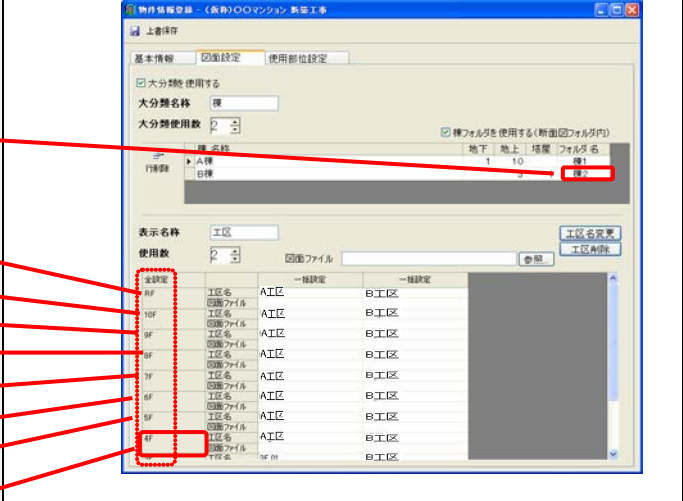 物件情報登録 - (仮称)〇〇マンション 新築工事
上書保存
基本情報 図面設定 使用部位設定
大分類を使用する
大分類名称 棟
大分類使用数 2
棟フォルダを使用する(断面図フォルダ内)
棟 名称 地下 地上 塔屋 フォルダ名
行削除
A棟 1 10 棟1
B棟 棟2
表示名称 工区 工区名変更
使用数 2 図面ファイル 参照... 工区削除
全設定 一括設定 一括設定
RF 工区名 A工区 B工区
図面ファイル
10F 工区名 A工区 B工区
図面ファイル
9F 工区名 A工区 B工区
図面ファイル
8F 工区名 A工区 B工区
図面ファイル
7F 工区名 A工区 B工区
図面ファイル
6F 工区名 A工区 B工区
図面ファイル
5F 工区名 A工区 B工区
図面ファイル
4F 工区名 A工区 B工区
図面ファイル
工区名 3F 01 B工区